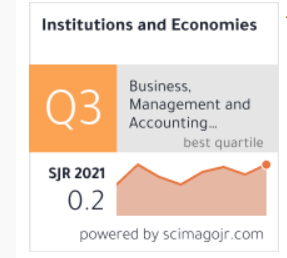 Institutions and Economies
Q3
Business,
Management and
Accounting...
best quartile
SJR 2021
0.2
powered by scimagojr.com